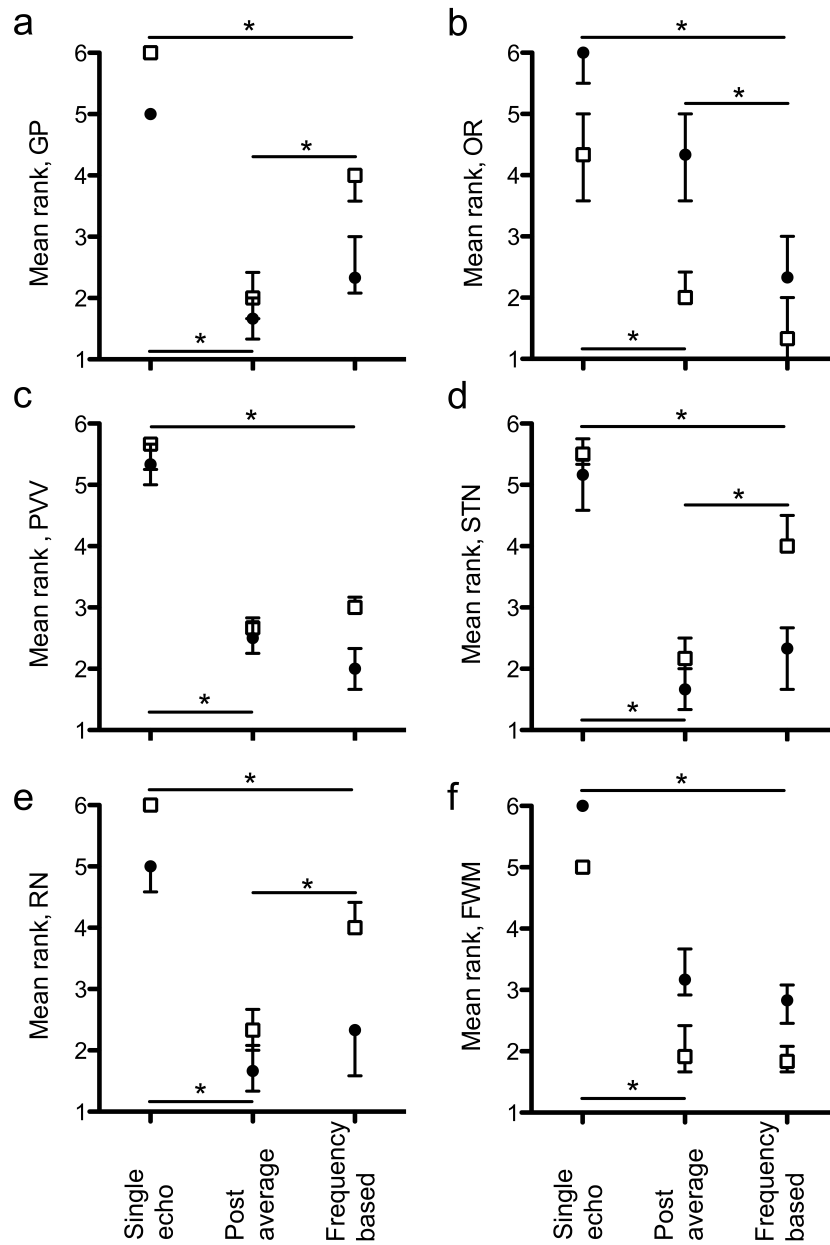 a
*
6
5
4
3
2
1
*
*
Mean rank, GP
b
*
6
5
4
3
2
1
*
*
Mean rank, OR
c
*
6
5
4
3
2
1
*
Mean rank , PVV
d
*
6
5
4
3
2
1
*
*
Mean rank, STN
e
*
6
5
4
3
2
1
*
*
Mean rank, RN
f
*
6
5
4
3
2
1
*
Mean rank, FWM
Single
echo
Post
average
Frequency
based
Single
echo
Post
average
Frequency
based